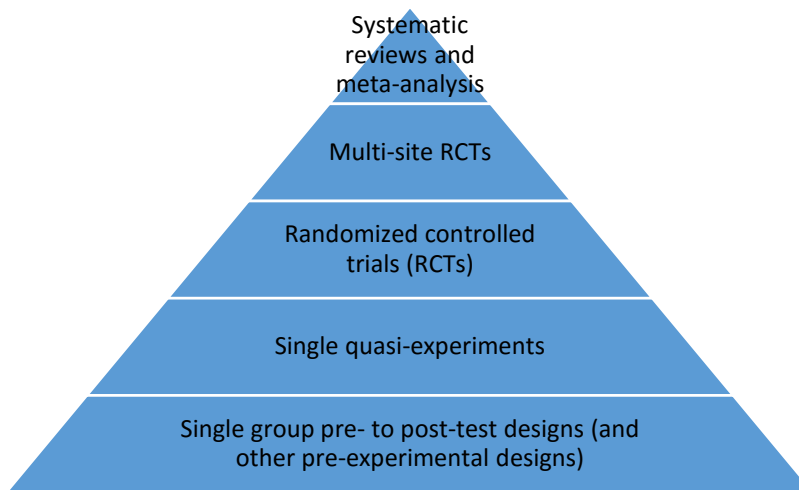 Systematic
reviews and
meta-analysis
Multi-site RCTs
Randomized controlled
trials (RCTs)
Single quasi-experiments
Single group pre- to post-test designs (and
other pre-experimental designs)